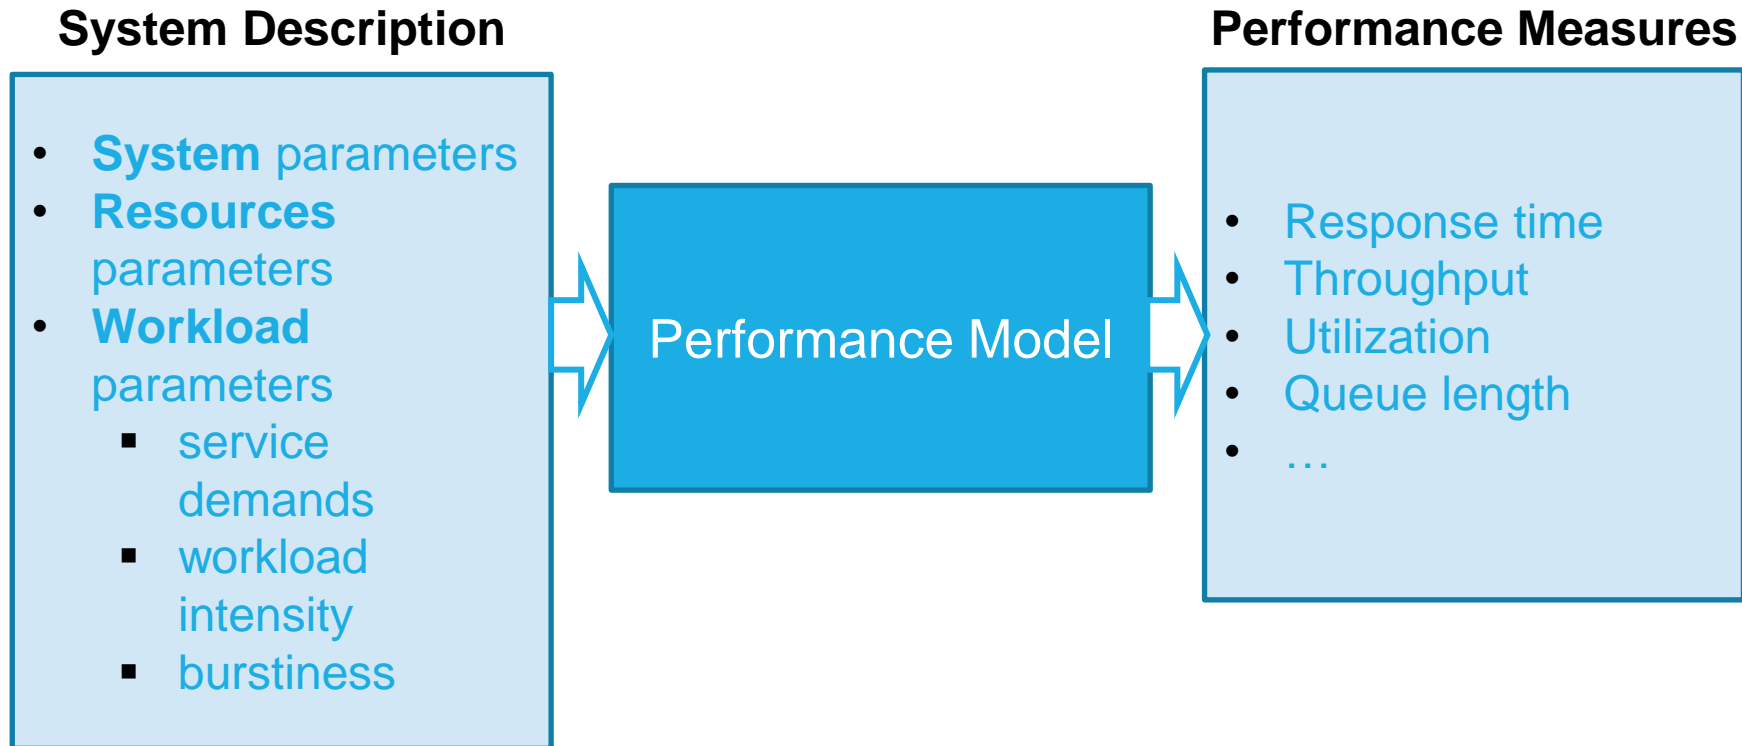 System Description
• System parameters
• Resources
parameters
• Workload
parameters
▪ service
demands
▪ workload
intensity
▪ burstiness
Performance Model
Performance Measures
• Response time
• Throughput
• Utilization
• Queue length
• …